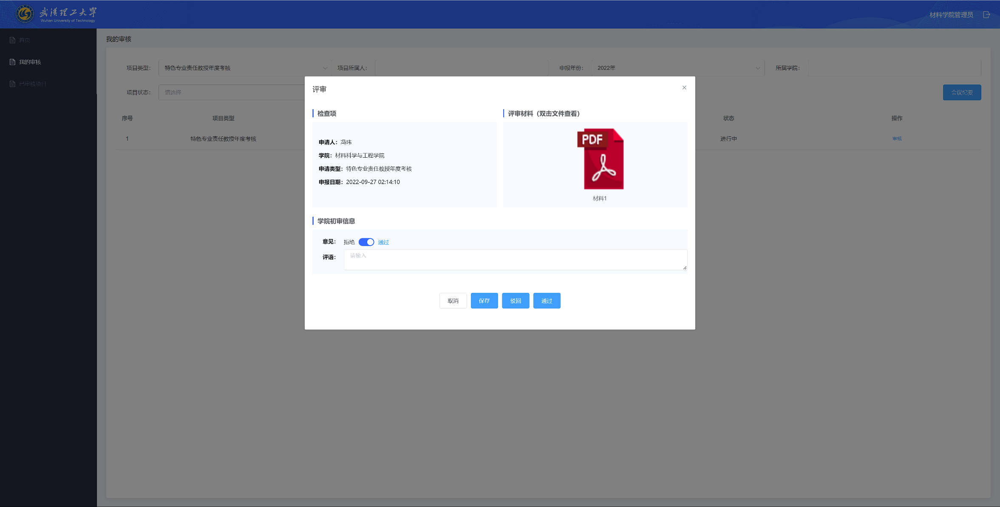 武汉理工大学
Wuhan University of Technology
材料学院管理员
首页
我的审核
已审核项目
我的审核
项目类型： 特色专业责任教授年度考核 项目所属人： 申报年份： 2022年 所属学院：
项目状态： 请选择 会议纪要
序号 项目类型 状态 操作
1 特色专业责任教授年度考核 进行中 审核
评审
检查项
申请人： 冯玮
学院： 材料科学与工程学院
申请类型： 特色专业责任教授年度考核
申报日期： 2022-09-27 02:14:10
评审材料（双击文件查看）
PDF
材料1
学院初审信息
意见： 拒绝 通过
评语： 请输入
取消 保存 驳回 通过